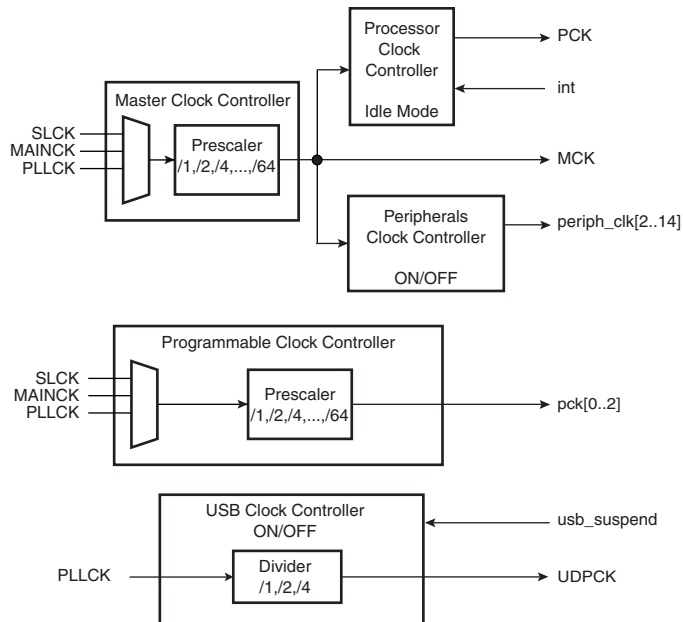 Processor
Clock
Controller
Idle Mode
PCK
int
Master Clock Controller
SLCK
MAINCK
PLLCK
Prescaler
/1,/2,/4,...,/64
MCK
Peripherals
Clock Controller
ON/OFF
periph_clk[2..14]
Programmable Clock Controller
SLCK
MAINCK
PLLCK
Prescaler
/1,/2,/4,...,/64
pck[0..2]
USB Clock Controller
ON/OFF
usb_suspend
PLLCK
Divider
/1,/2,/4
UDPCK